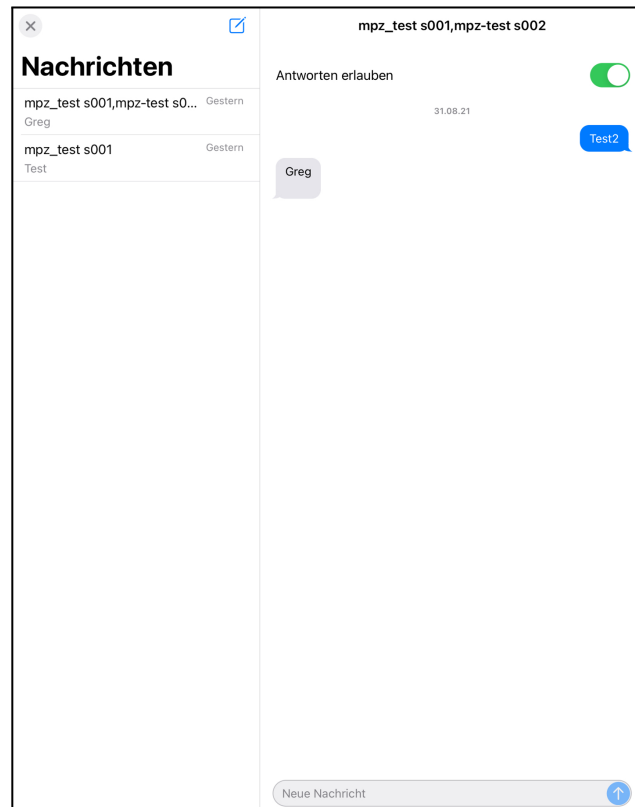 Nachrichten
mpz_test s001,mpz-test s0... Gestern
Greg
mpz_test s001 Gestern
Test
mpz_test s001,mpz-test s002
Antworten erlauben
31.08.21
Test2
Greg
Neue Nachricht